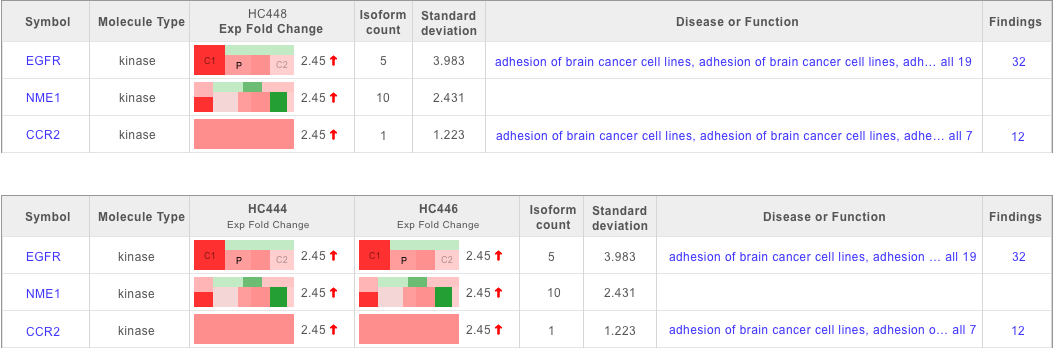 Symbol Molecule Type HC448 Exp Fold Change Isoform count Standard deviation Disease or Function Findings
EGFR kinase C1 P C2 2.45 5 3.983 adhesion of brain cancer cell lines, adhesion of brain cancer cell lines, adh... all 19 32
NME1 kinase 2.45 10 2.431
CCR2 kinase 2.45 1 1.223 adhesion of brain cancer cell lines, adhesion of brain cancer cell lines, adhe... all 7 12
Symbol Molecule Type HC444 Exp Fold Change HC446 Exp Fold Change Isoform count Standard deviation Disease or Function Findings
EGFR kinase C1 P C2 2.45 C1 P C2 2.45 5 3.983 adhesion of brain cancer cell lines, adhesion ... all 19 32
NME1 kinase 2.45 2.45 10 2.431
CCR2 kinase 2.45 2.45 1 1.223 adhesion of brain cancer cell lines, adhesion o... all 7 12